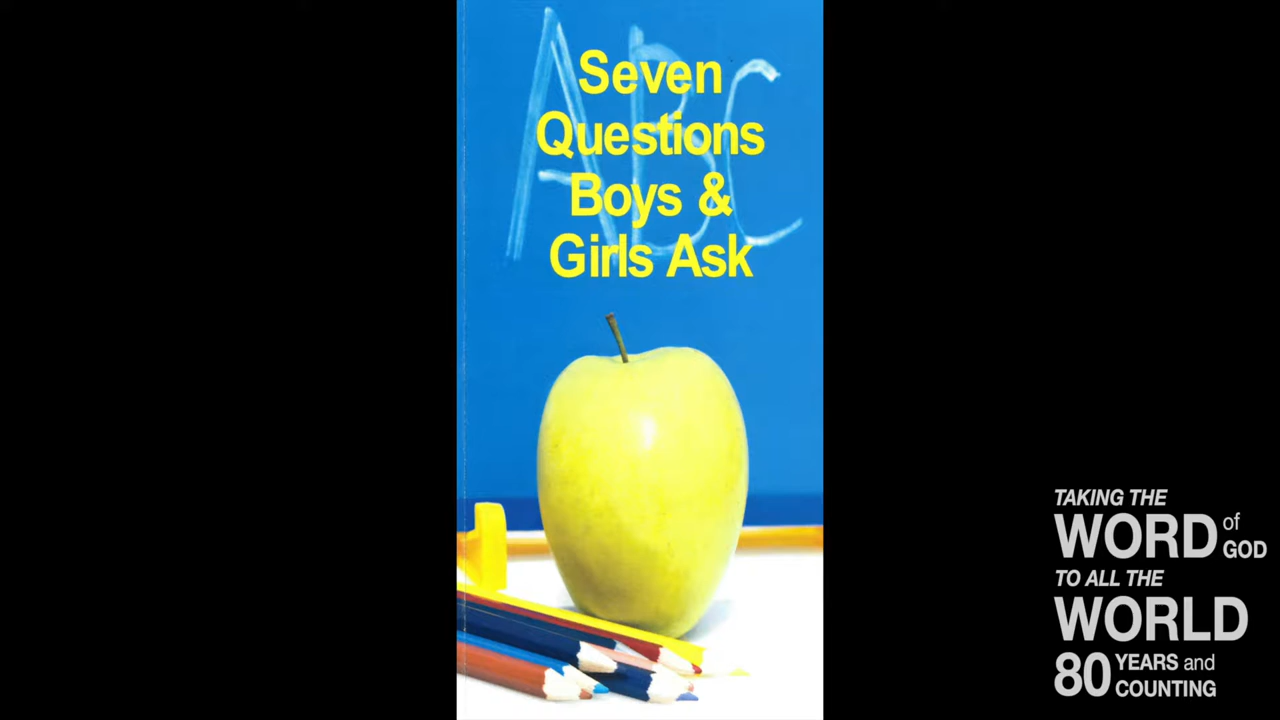 ABC
Seven
Questions
Boys &
Girls Ask
TAKING THE
WORD of GOD
TO ALL THE
WORLD
80 YEARS and
COUNTING